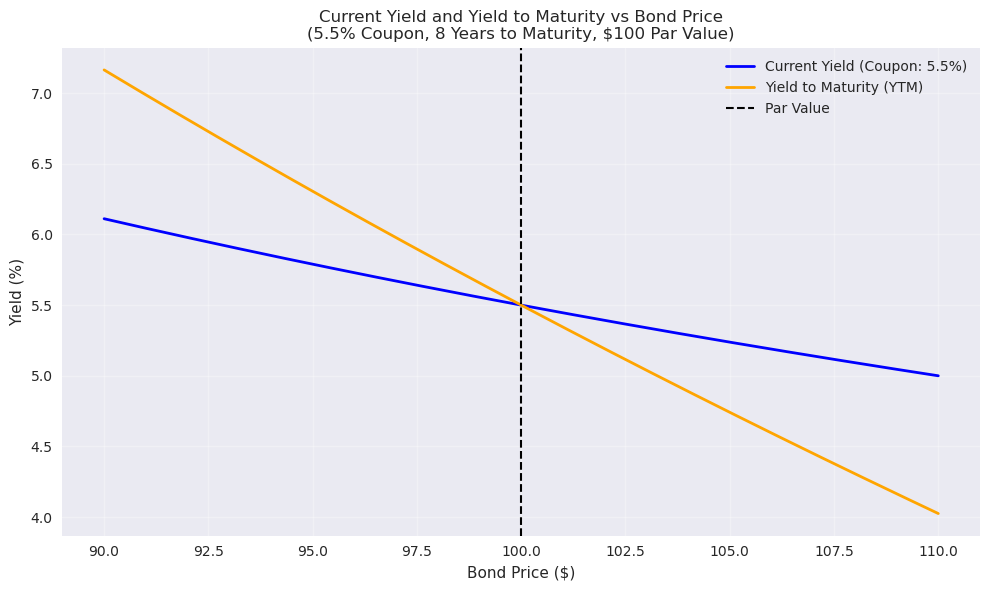 Current Yield and Yield to Maturity vs Bond Price
(5.5% Coupon, 8 Years to Maturity, $100 Par Value)
Current Yield (Coupon: 5.5%)
Yield to Maturity (YTM)
Par Value
Yield (%)
7.0
6.5
6.0
5.5
5.0
4.5
4.0
90.0 92.5 95.0 97.5 100.0 102.5 105.0 107.5 110.0
Bond Price ($)